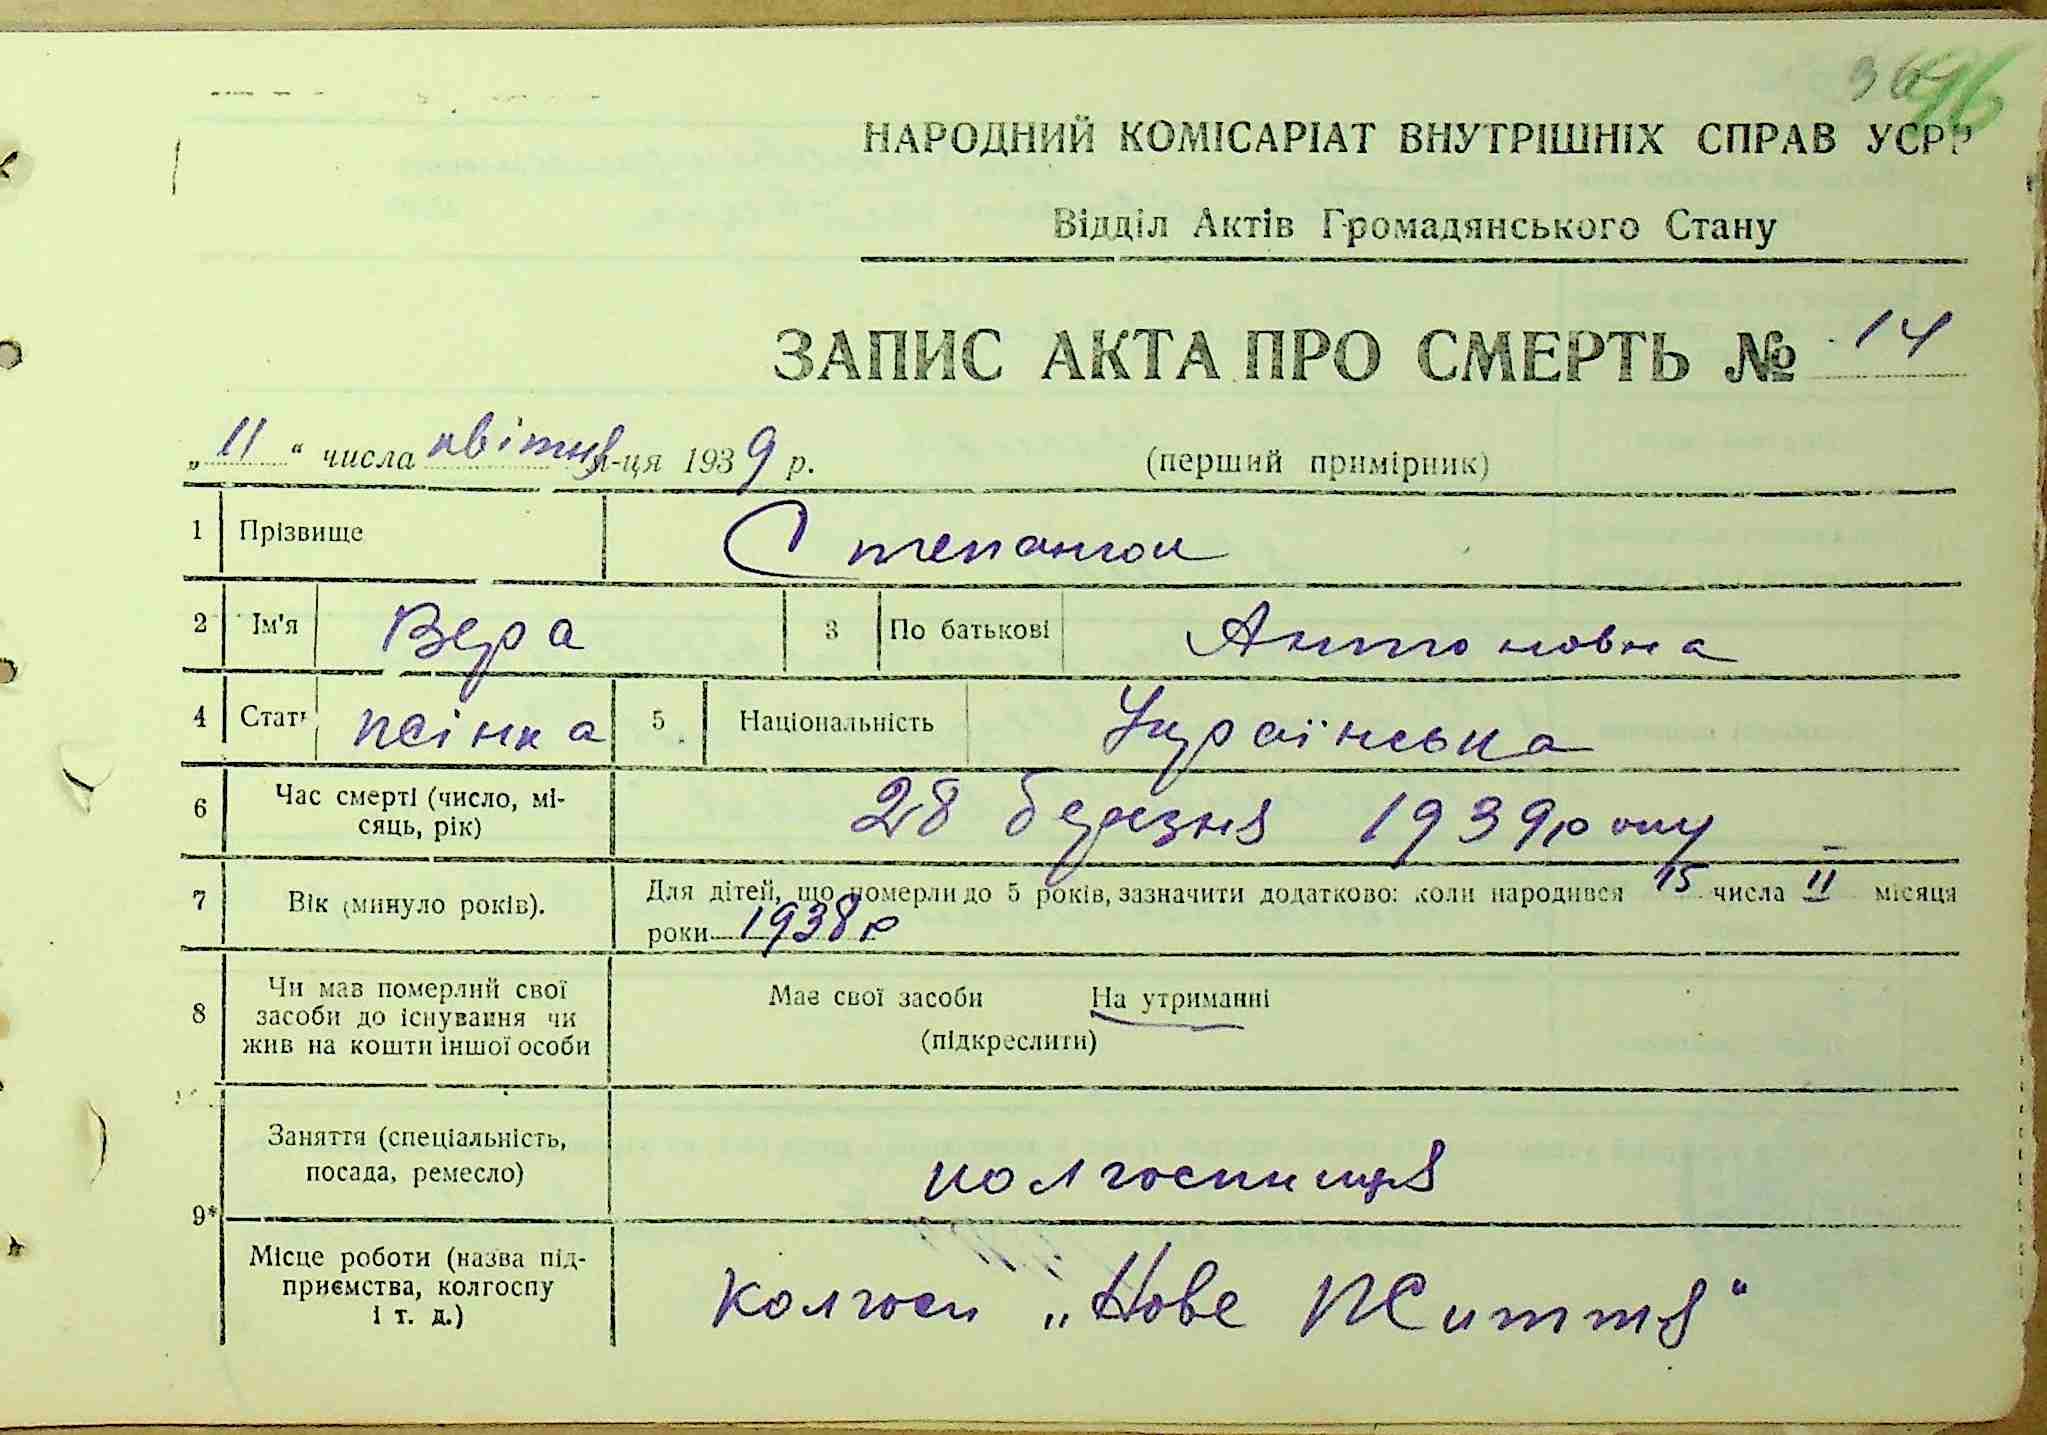 НАРОДНИЙ КОМІСАРІАТ ВНУТРІШНІХ СПРАВ УСРР
Відділ Актів Громадянського Стану
ЗАПИС АКТА ПРО СМЕРТЬ № 14
„11“ числа квітня м-ця 1939 р. (перший примірник)
1 Прізвище
2 Ім'я Вера 3 По батькові Антоновна
4 Стать жінка 5 Національність Українська
6 Час смерті (число, мі-
сяць, рік) 28 березня 1939 року
7 Вік (минуло років). Для дітей, що померли до 5 років, зазначити додатково: коли народився 15 числа II місяця
роки 1938 р
8 Чи мав померлий свої
засоби до існування чи
жив на кошти іншої особи
Має свої засоби На утриманні
(підкреслити)
9* Заняття (спеціальність,
посада, ремесло) колгоспниця
Місце роботи (назва під-
приємства, колгоспу
і т. д.) Колгосп „Нове Життя“